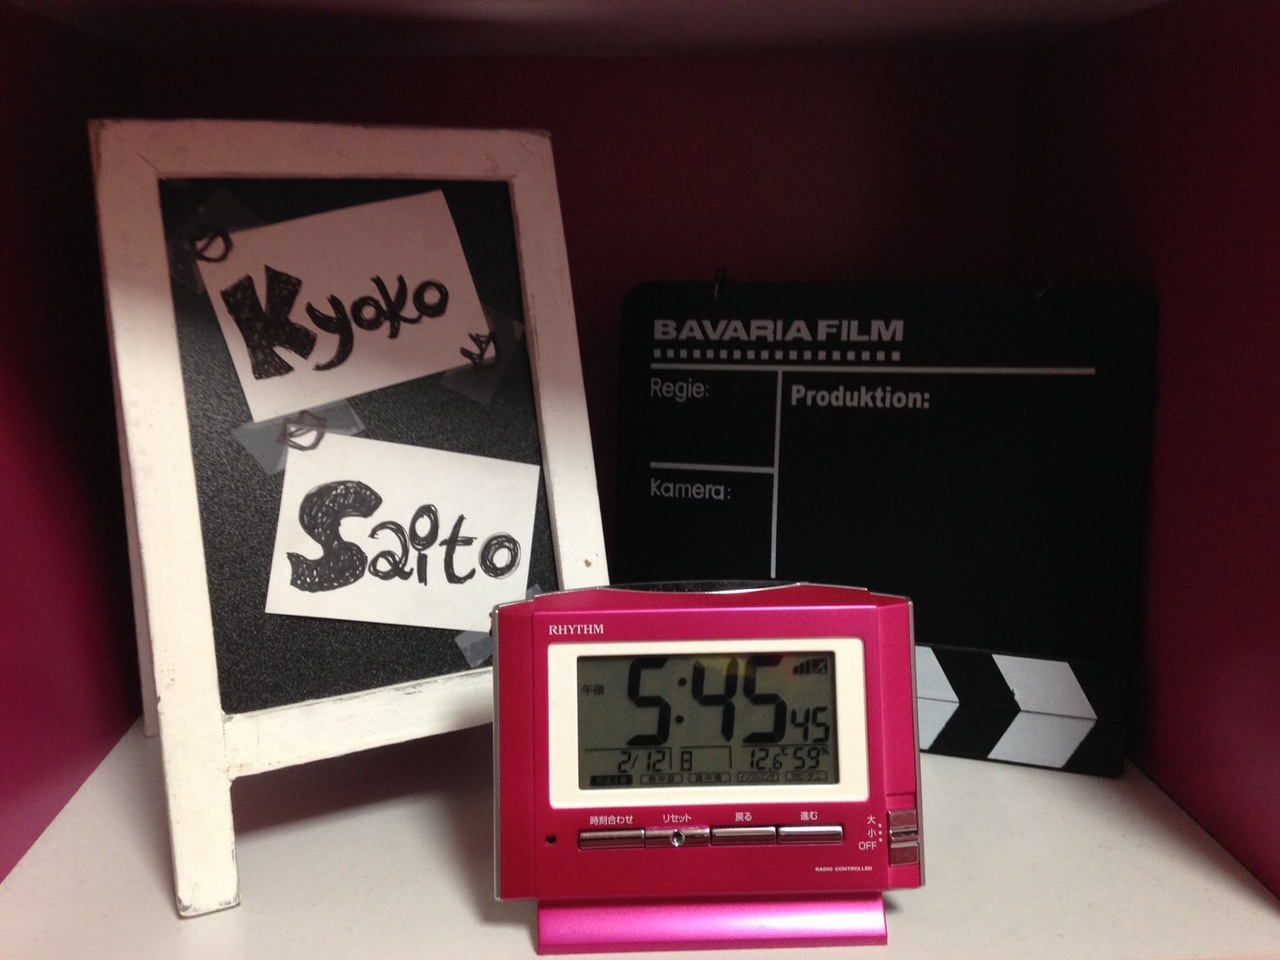 Kyoko
Saito
BAVARIA FILM
Regie:
Produktion:
Kamera:
RHYTHM
午後
5:45 45
2/12 日 12.6℃ 59%
時刻合わせ リセット 戻る 進む
大
小
OFF
RADIO CONTROLLED